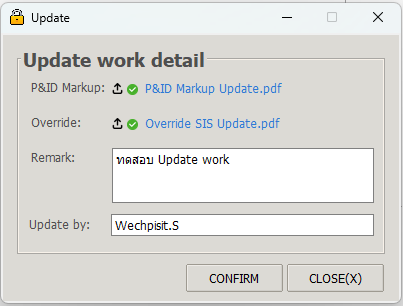 Update
Update work detail
P&ID Markup: P&ID Markup Update.pdf
Override: Override SIS Update.pdf
Remark: ทดสอบ Update work
Update by: Wechpisit.S
CONFIRM CLOSE(X)